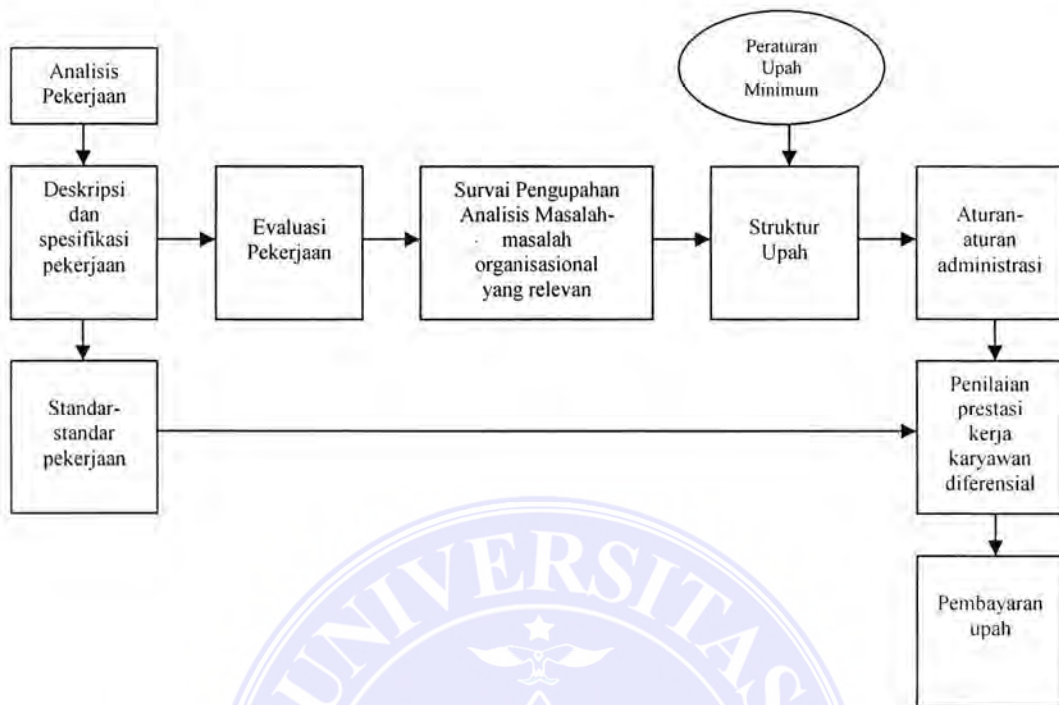 Analisis
Pekerjaan
Peraturan
Upah
Minimum
Deskripsi
dan
spesifikasi
pekerjaan
Evaluasi
Pekerjaan
Survai Pengupahan
Analisis Masalah-
masalah
organisasional
yang relevan
Struktur
Upah
Aturan-
aturan
administrasi
Standar-
standar
pekerjaan
Penilaian
prestasi
kerja
karyawan
diferensial
Pembayaran
upah
UNIVERSITAS